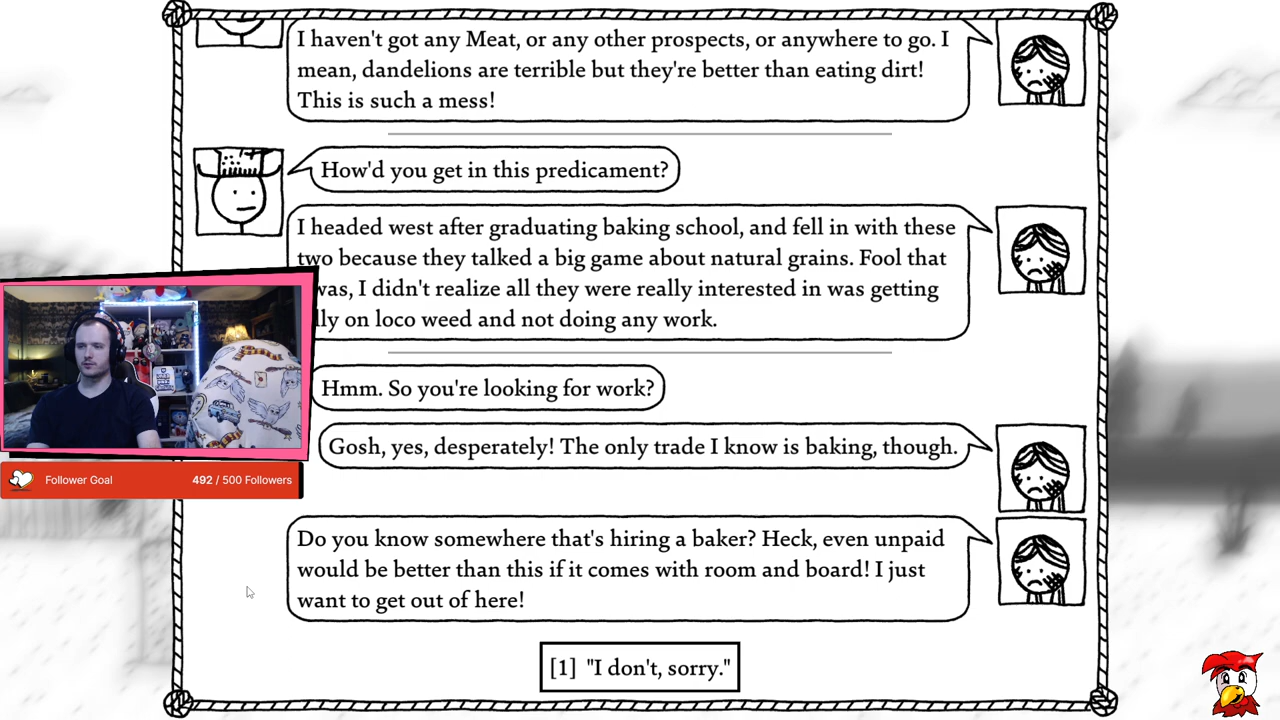 I haven't got any Meat, or any other prospects, or anywhere to go. I
mean, dandelions are terrible but they're better than eating dirt!
This is such a mess!
How'd you get in this predicament?
I headed west after graduating baking school, and fell in with these
two because they talked a big game about natural grains. Fool that
was, I didn't realize all they were really interested in was getting
lly on loco weed and not doing any work.
Hmm. So you're looking for work?
Gosh, yes, desperately! The only trade I know is baking, though.
Follower Goal 492 / 500 Followers
Do you know somewhere that's hiring a baker? Heck, even unpaid
would be better than this if it comes with room and board! I just
want to get out of here!
[1] "I don't, sorry."